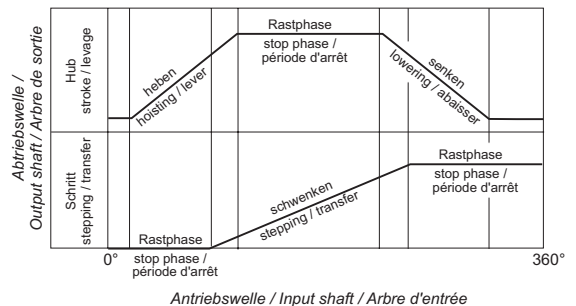 Abtriebswelle /
Output shaft / Arbre de sortie
Hub
stroke / levage
heben
hoisting / lever
Rastphase
stop phase /
période d'arrêt
senken
lowering / abaisser
Schritt
stepping / transfer
Rastphase
stop phase /
période d'arrêt
schwenken
stepping / transfer
Rastphase
stop phase /
période d'arrêt
0°
360°
Antriebswelle / Input shaft / Arbre d'entrée